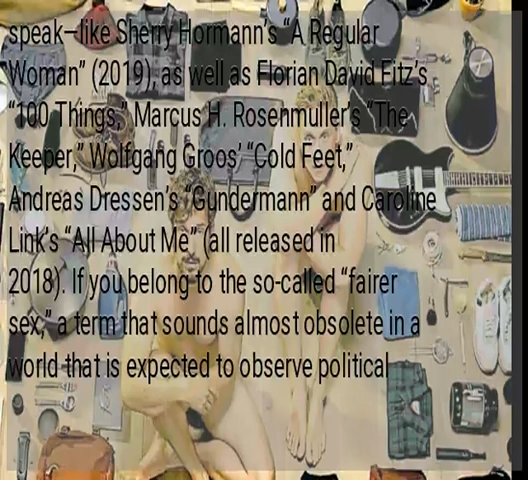 speak—like Sherry Hormann's “A Regular
Woman” (2019), as well as Florian David Fitz's
“100 Things,” Marcus H. Rosenmuller's “The
Keeper,” Wolfgang Groos' “Cold Feet,”
Andreas Dressen's “Gundermann” and Caroline
Link's “All About Me” (all released in
2018). If you belong to the so-called “fairer
sex,” a term that sounds almost obsolete in a
world that is expected to observe political